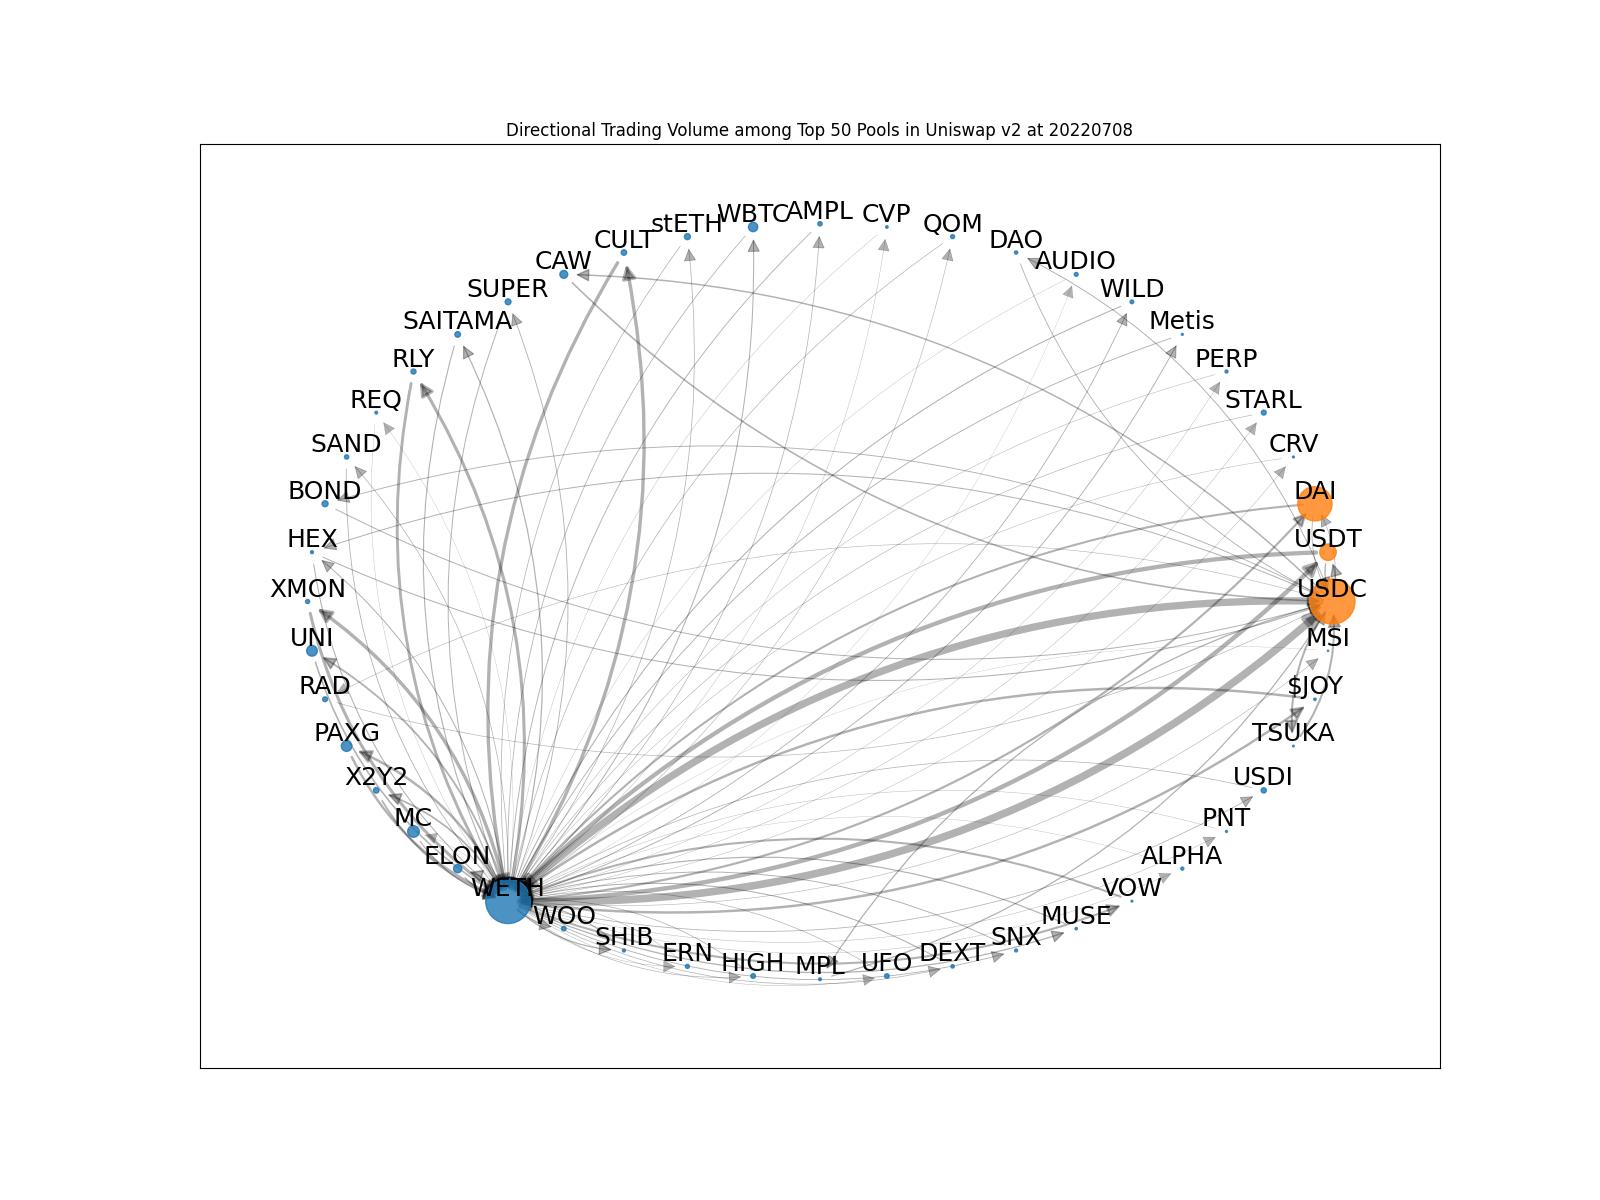 Directional Trading Volume among Top 50 Pools in Uniswap v2 at 20220708
WBTC
AMPL
CVP
stETH
QOM
CULT
DAO
CAW
AUDIO
SUPER
WILD
SAITAMA
Metis
RLY
PERP
REQ
STARL
SAND
CRV
BOND
DAI
HEX
USDT
XMON
USDC
UNI
MSI
RAD
$JOY
PAXG
TSUKA
X2Y2
USDI
MC
PNT
ELON
ALPHA
WETH
VOW
WOO
MUSE
SHIB
SNX
ERN
DEXT
HIGH
MPL
UFO